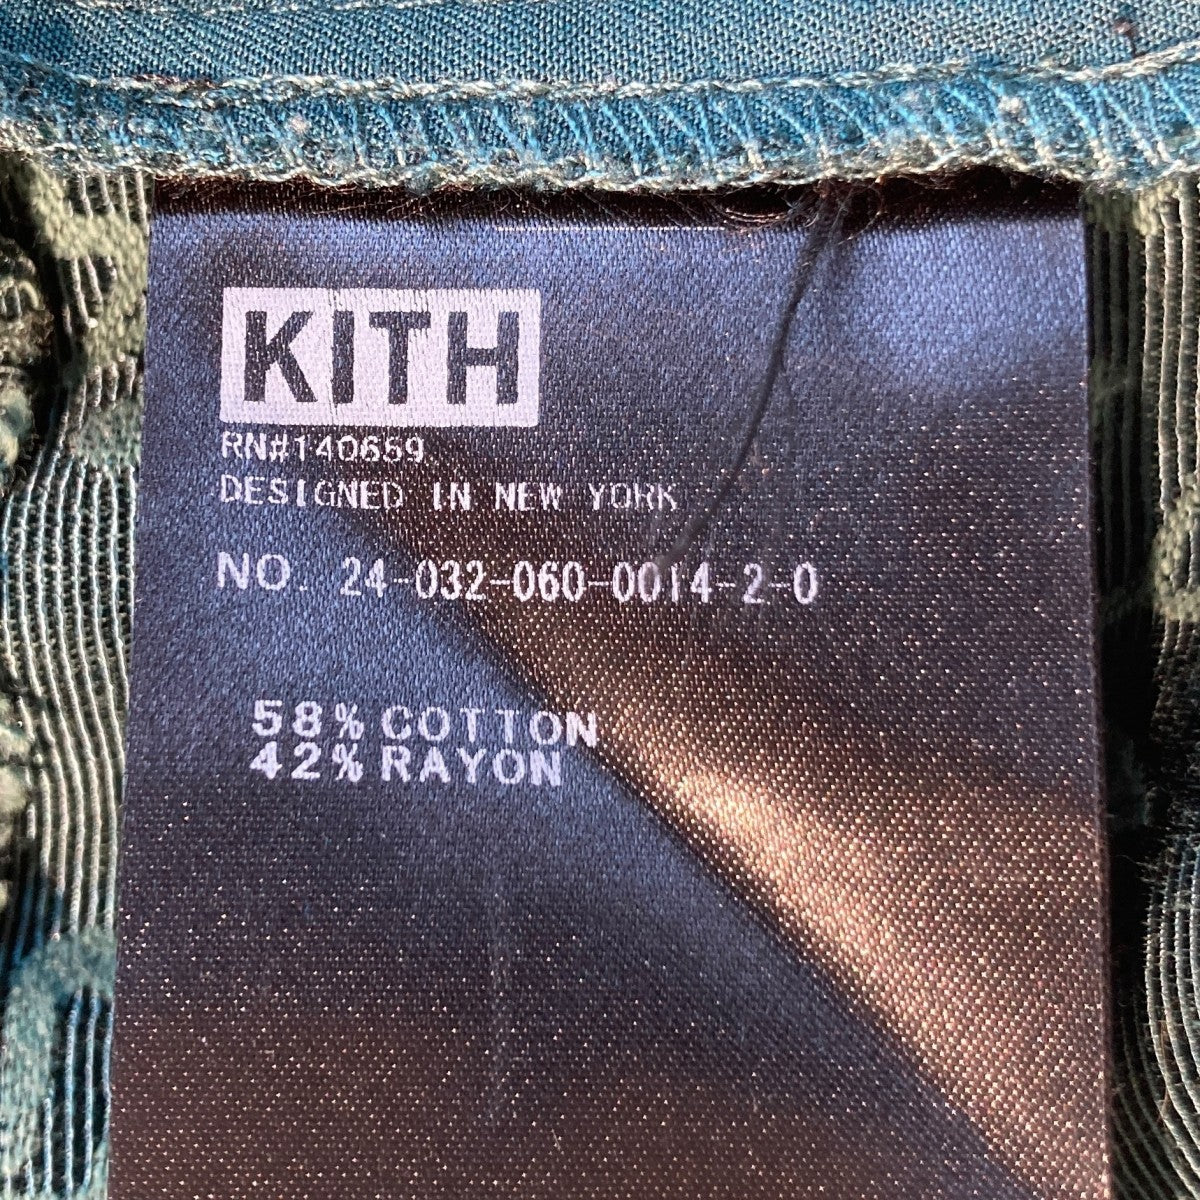 KITH
RN#140659
DESIGNED IN NEW YORK
NO. 24-032-060-0014-2-0
58% COTTON
42% RAYON